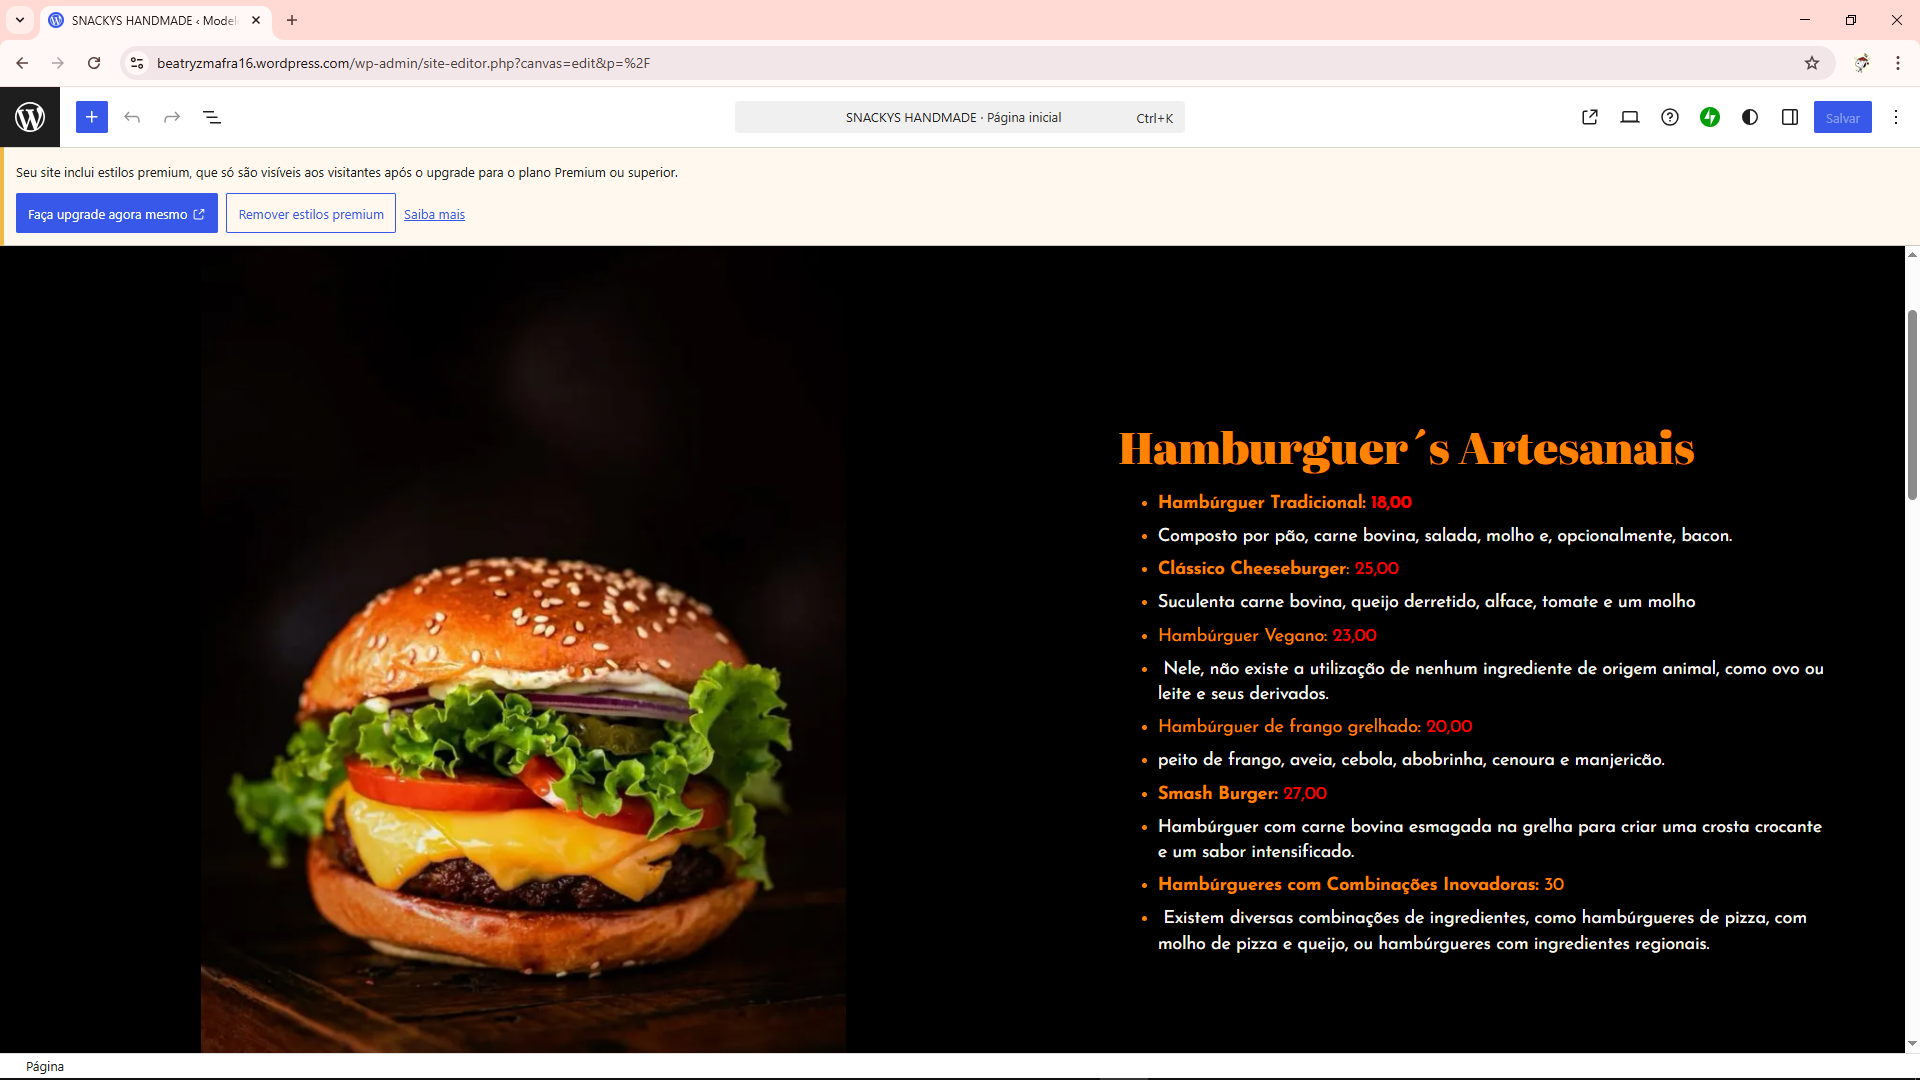 SNACKYS HANDMADE ‹ Model
beatryzmafra16.wordpress.com/wp-admin/site-editor.php?canvas=edit&p=%2F
SNACKYS HANDMADE · Página inicial
Ctrl+K
Salvar
Seu site inclui estilos premium, que só são visíveis aos visitantes após o upgrade para o plano Premium ou superior.
Faça upgrade agora mesmo
Remover estilos premium
Saiba mais
Hamburguer´s Artesanais
Hambúrguer Tradicional: 18,00
Composto por pão, carne bovina, salada, molho e, opcionalmente, bacon.
Clássico Cheeseburger: 25,00
Suculenta carne bovina, queijo derretido, alface, tomate e um molho
Hambúrguer Vegano: 23,00
Nele, não existe a utilização de nenhum ingrediente de origem animal, como ovo ou
leite e seus derivados.
Hambúrguer de frango grelhado: 20,00
peito de frango, aveia, cebola, abobrinha, cenoura e manjericão.
Smash Burger: 27,00
Hambúrguer com carne bovina esmagada na grelha para criar uma crosta crocante
e um sabor intensificado.
Hambúrgueres com Combinações Inovadoras: 30
Existem diversas combinações de ingredientes, como hambúrgueres de pizza, com
molho de pizza e queijo, ou hambúrgueres com ingredientes regionais.
Página